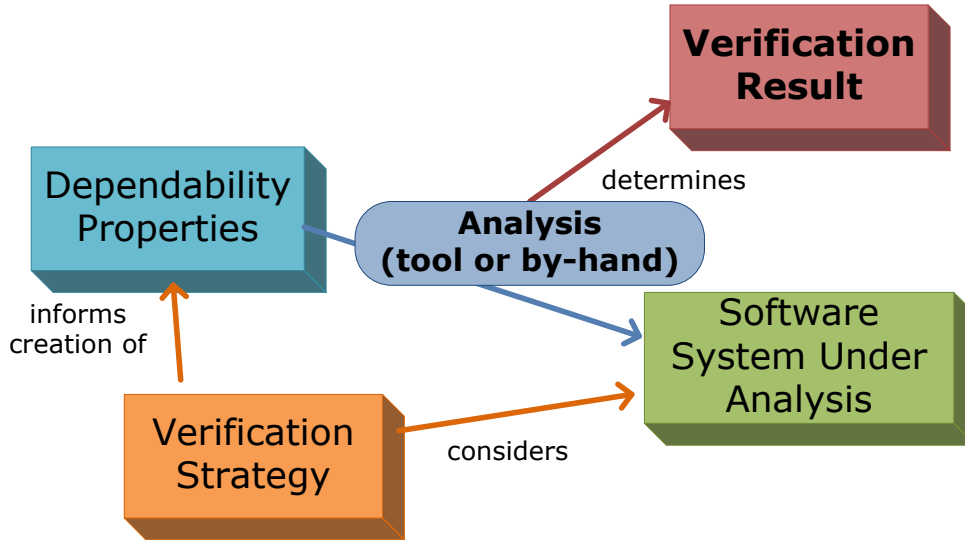 Verification
Result
determines
Dependability
Properties
Analysis
(tool or by-hand)
informs
creation of
Software
System Under
Analysis
Verification
Strategy
considers